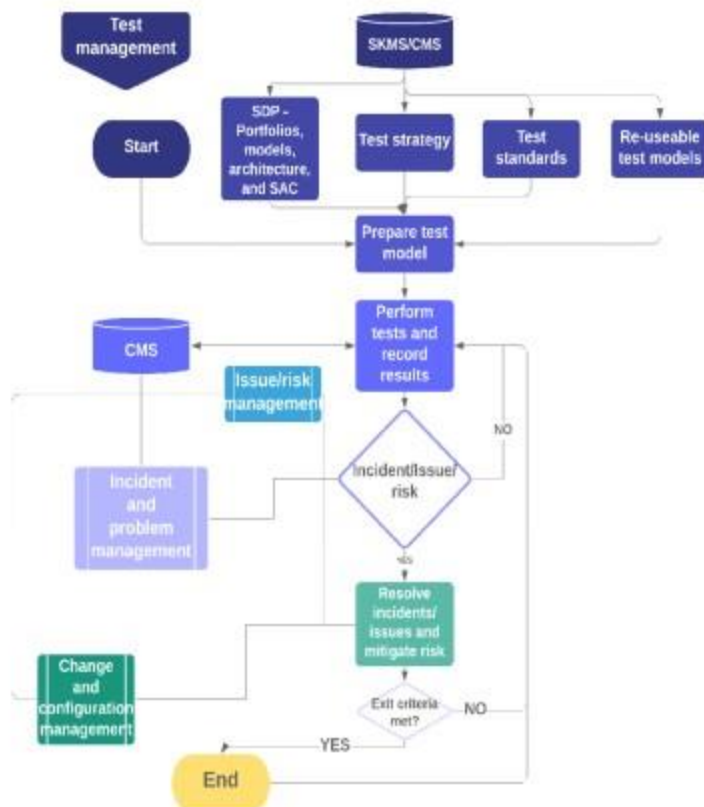 Test
management
SKMS/CMS
SDP -
Portfolios,
models,
architecture,
and SAC
Test strategy
Test
standards
Re-useable
test models
Start
Prepare test
model
Perform
tests and
record
results
CMS
Issue/risk
management
NO
Incident/Issue/
risk
Incident
and
problem
management
YES
Resolve
incidents/
issues and
mitigate risk
Change
and
configuration
management
Exit criteria
met?
NO
YES
End